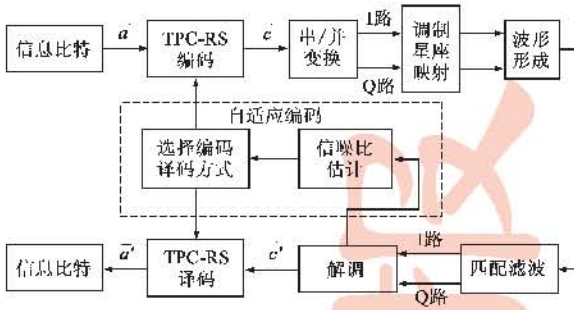 信息比特
a
TPC-RS
编码
c
串/并
变换
I路
Q路
调制
星座
映射
波形
形成
自适应编码
选择编码
译码方式
信噪比
估计
信息比特
a'
TPC-RS
译码
c'
解调
I路
Q路
匹配滤波